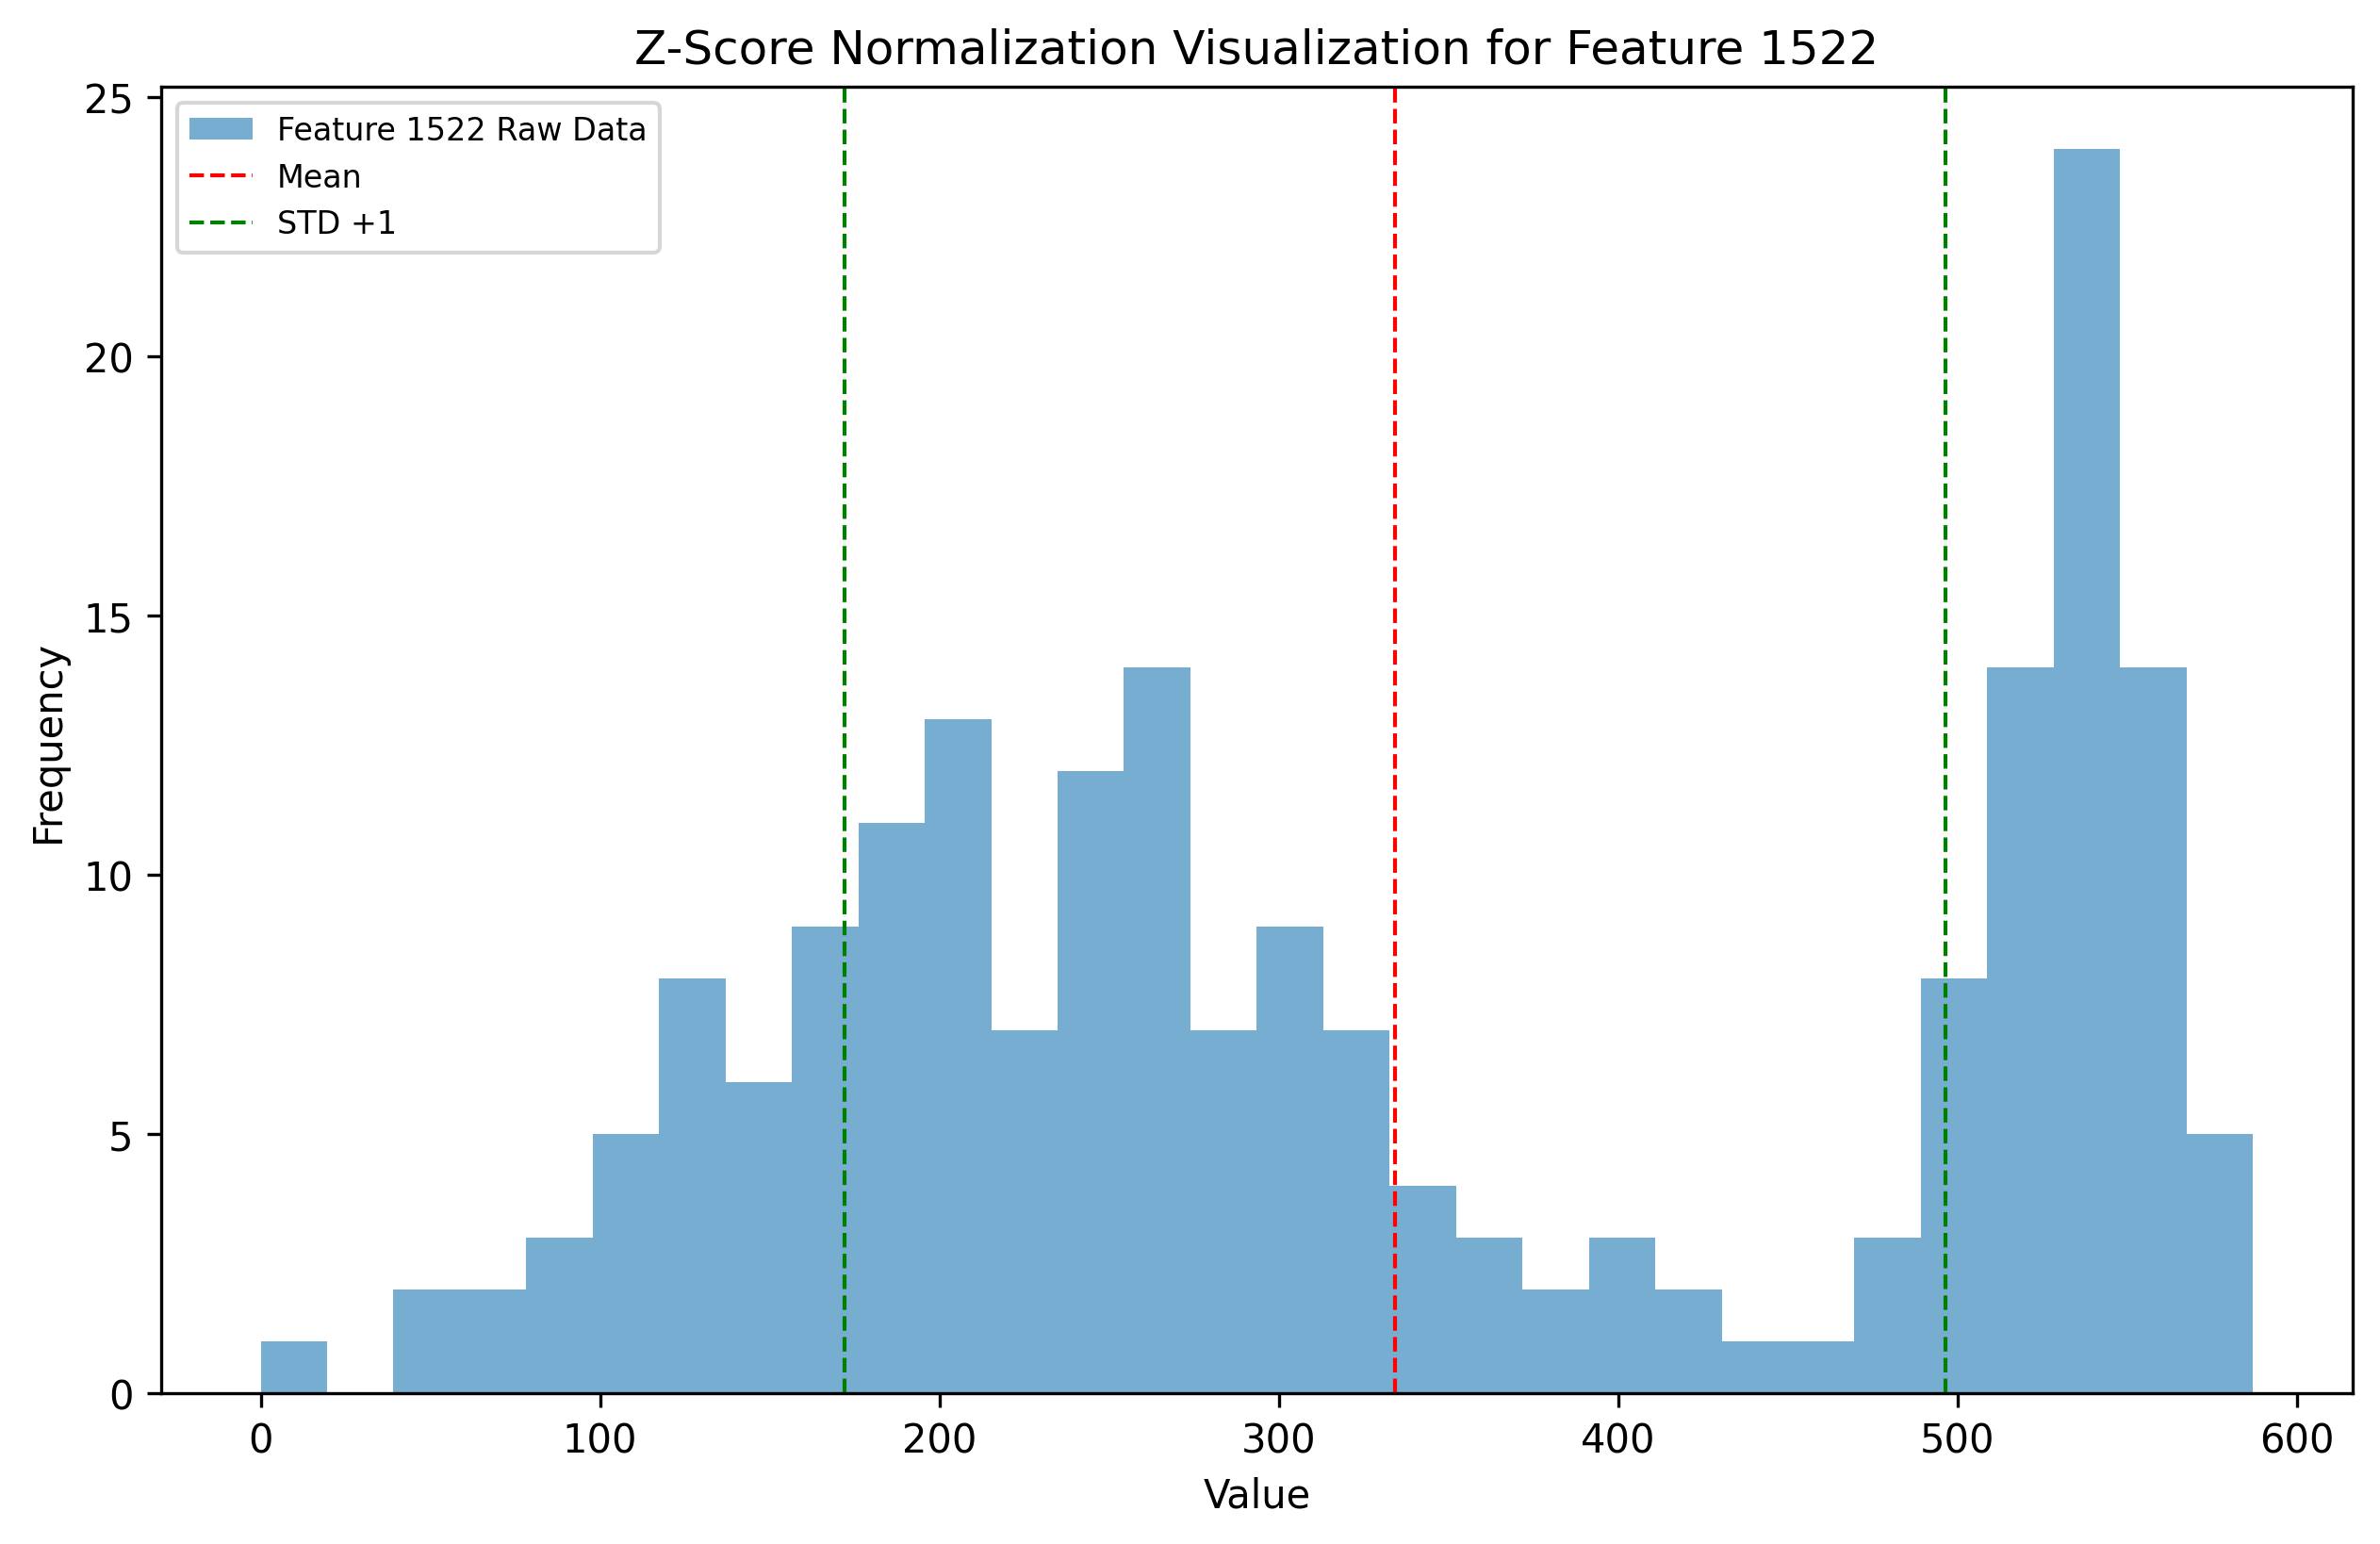 Z-Score Normalization Visualization for Feature 1522
Feature 1522 Raw Data
Mean
STD +1
Frequency
25
20
15
10
5
0
0 100 200 300 400 500 600
Value